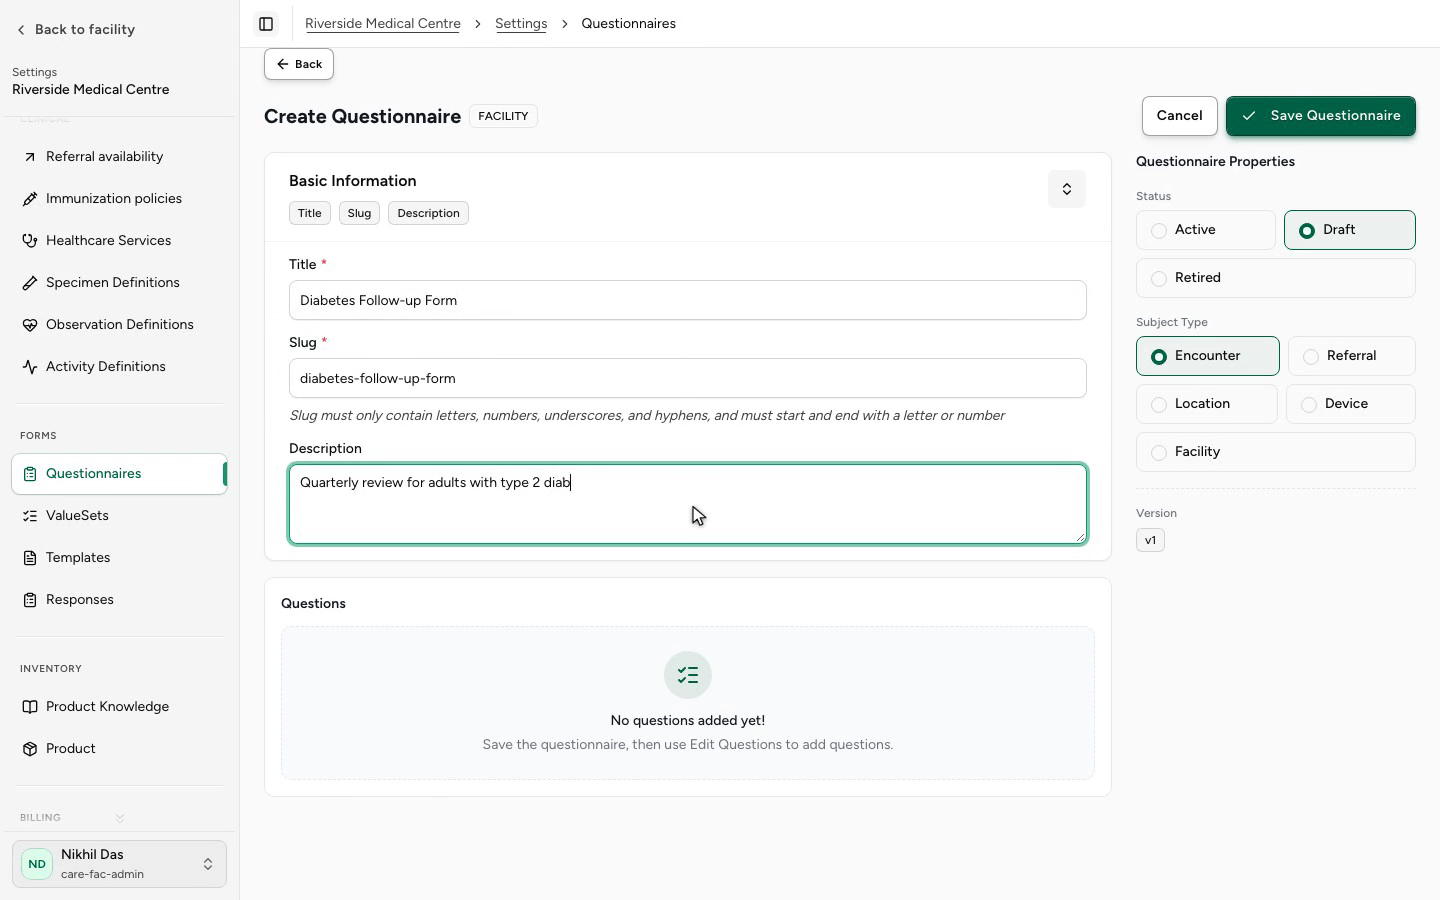 Back to facility
Settings
Riverside Medical Centre
CLINICAL
Referral availability
Immunization policies
Healthcare Services
Specimen Definitions
Observation Definitions
Activity Definitions
FORMS
Questionnaires
ValueSets
Templates
Responses
INVENTORY
Product Knowledge
Product
BILLING
ND
Nikhil Das
care-fac-admin
Riverside Medical Centre > Settings > Questionnaires
Back
Create Questionnaire FACILITY
Cancel
Save Questionnaire
Basic Information
Title Slug Description
Title *
Diabetes Follow-up Form
Slug *
diabetes-follow-up-form
Slug must only contain letters, numbers, underscores, and hyphens, and must start and end with a letter or number
Description
Quarterly review for adults with type 2 diab
Questions
No questions added yet!
Save the questionnaire, then use Edit Questions to add questions.
Questionnaire Properties
Status
Active Draft
Retired
Subject Type
Encounter Referral
Location Device
Facility
Version
v1